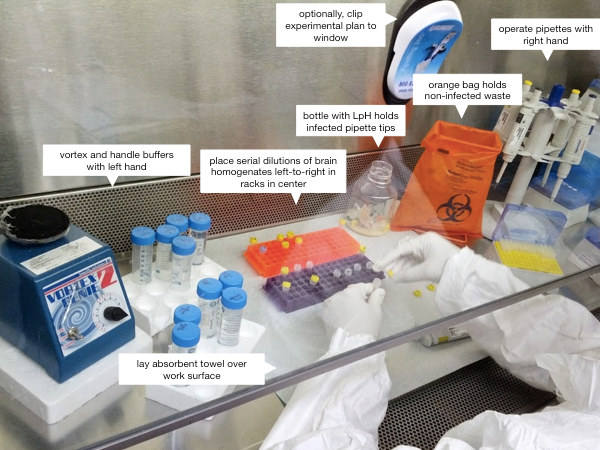 optionally, clip
experimental plan to
window
operate pipettes with
right hand
orange bag holds
non-infected waste
bottle with LpH holds
infected pipette tips
vortex and handle buffers
with left hand
place serial dilutions of brain
homogenates left-to-right in
racks in center
VORTEX
GENIE 2
lay absorbent towel over
work surface